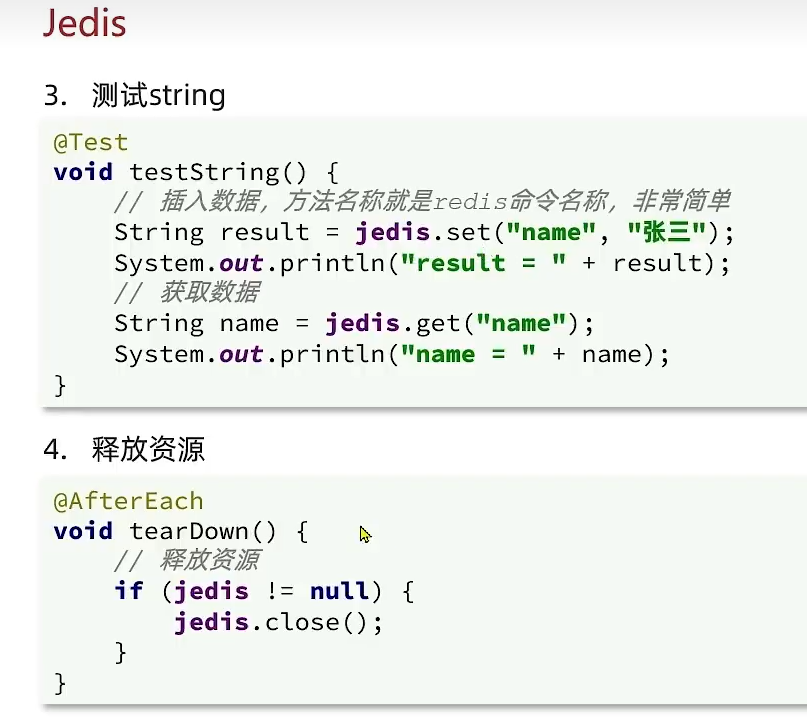 Jedis
3. 测试string
@Test
void testString() {
    // 插入数据，方法名称就是redis命令名称，非常简单
    String result = jedis.set("name", "张三");
    System.out.println("result = " + result);
    // 获取数据
    String name = jedis.get("name");
    System.out.println("name = " + name);
}
4. 释放资源
@AfterEach
void tearDown() {
    // 释放资源
    if (jedis != null) {
        jedis.close();
    }
}